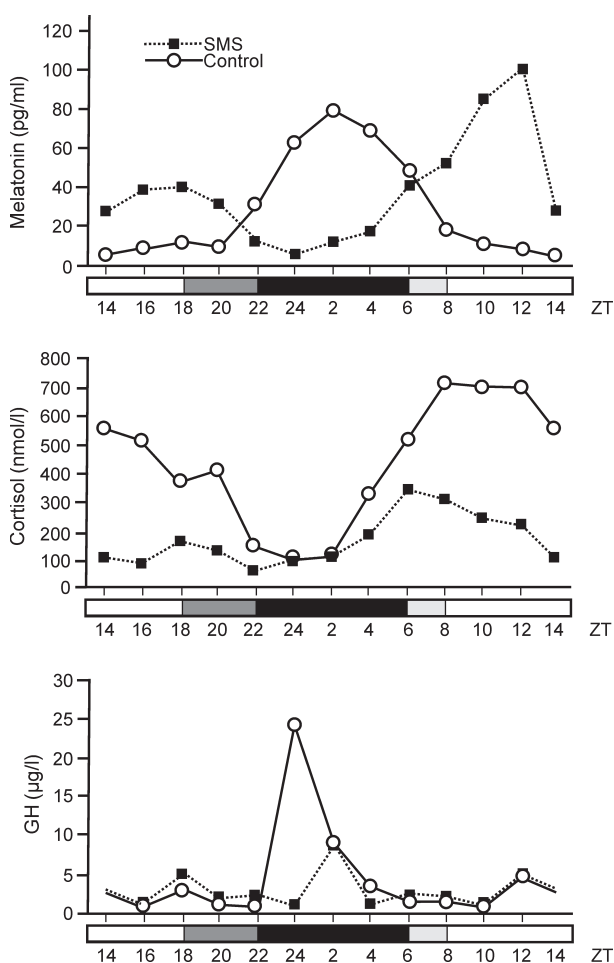 120
100
80
60
40
20
0
Melatonin (pg/ml)
SMS
Control
14 16 18 20 22 24 2 4 6 8 10 12 14 ZT
800
700
600
500
400
300
200
100
0
Cortisol (nmol/l)
14 16 18 20 22 24 2 4 6 8 10 12 14 ZT
30
25
20
15
10
5
0
GH (µg/l)
14 16 18 20 22 24 2 4 6 8 10 12 14 ZT